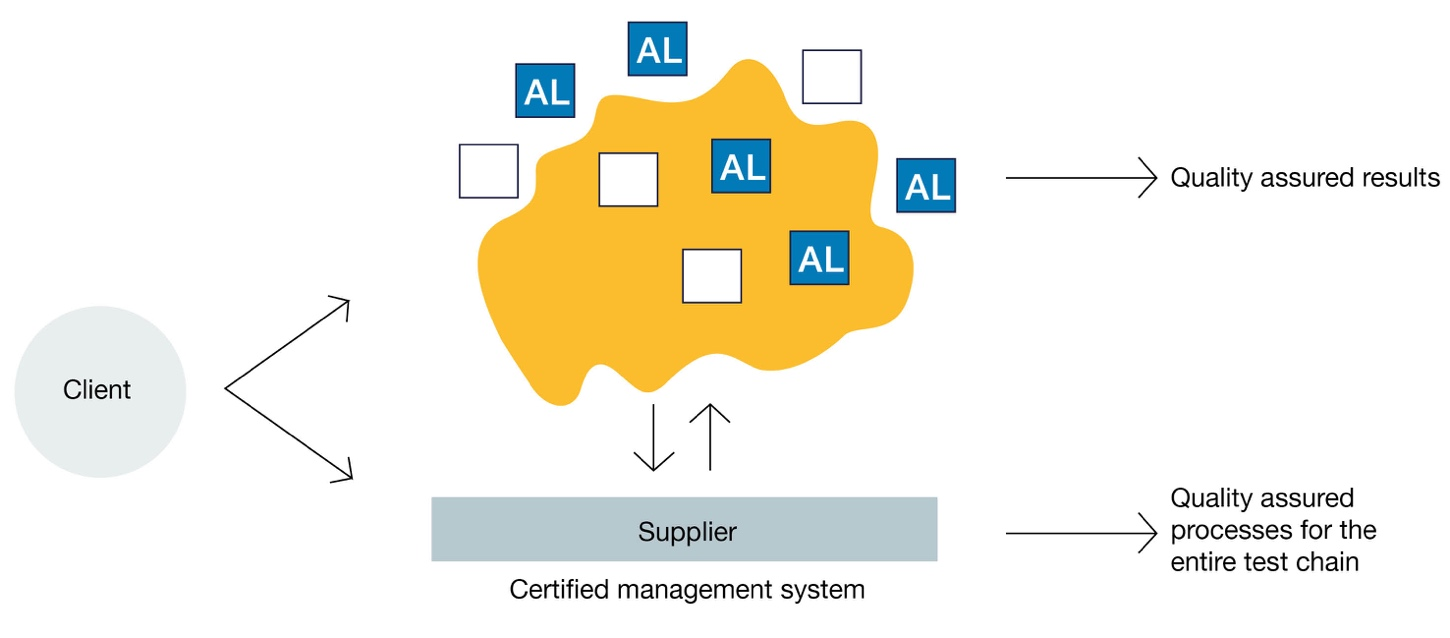 AL
AL
AL
AL
AL
Quality assured results
Client
Supplier
Certified management system
Quality assured
processes for the
entire test chain